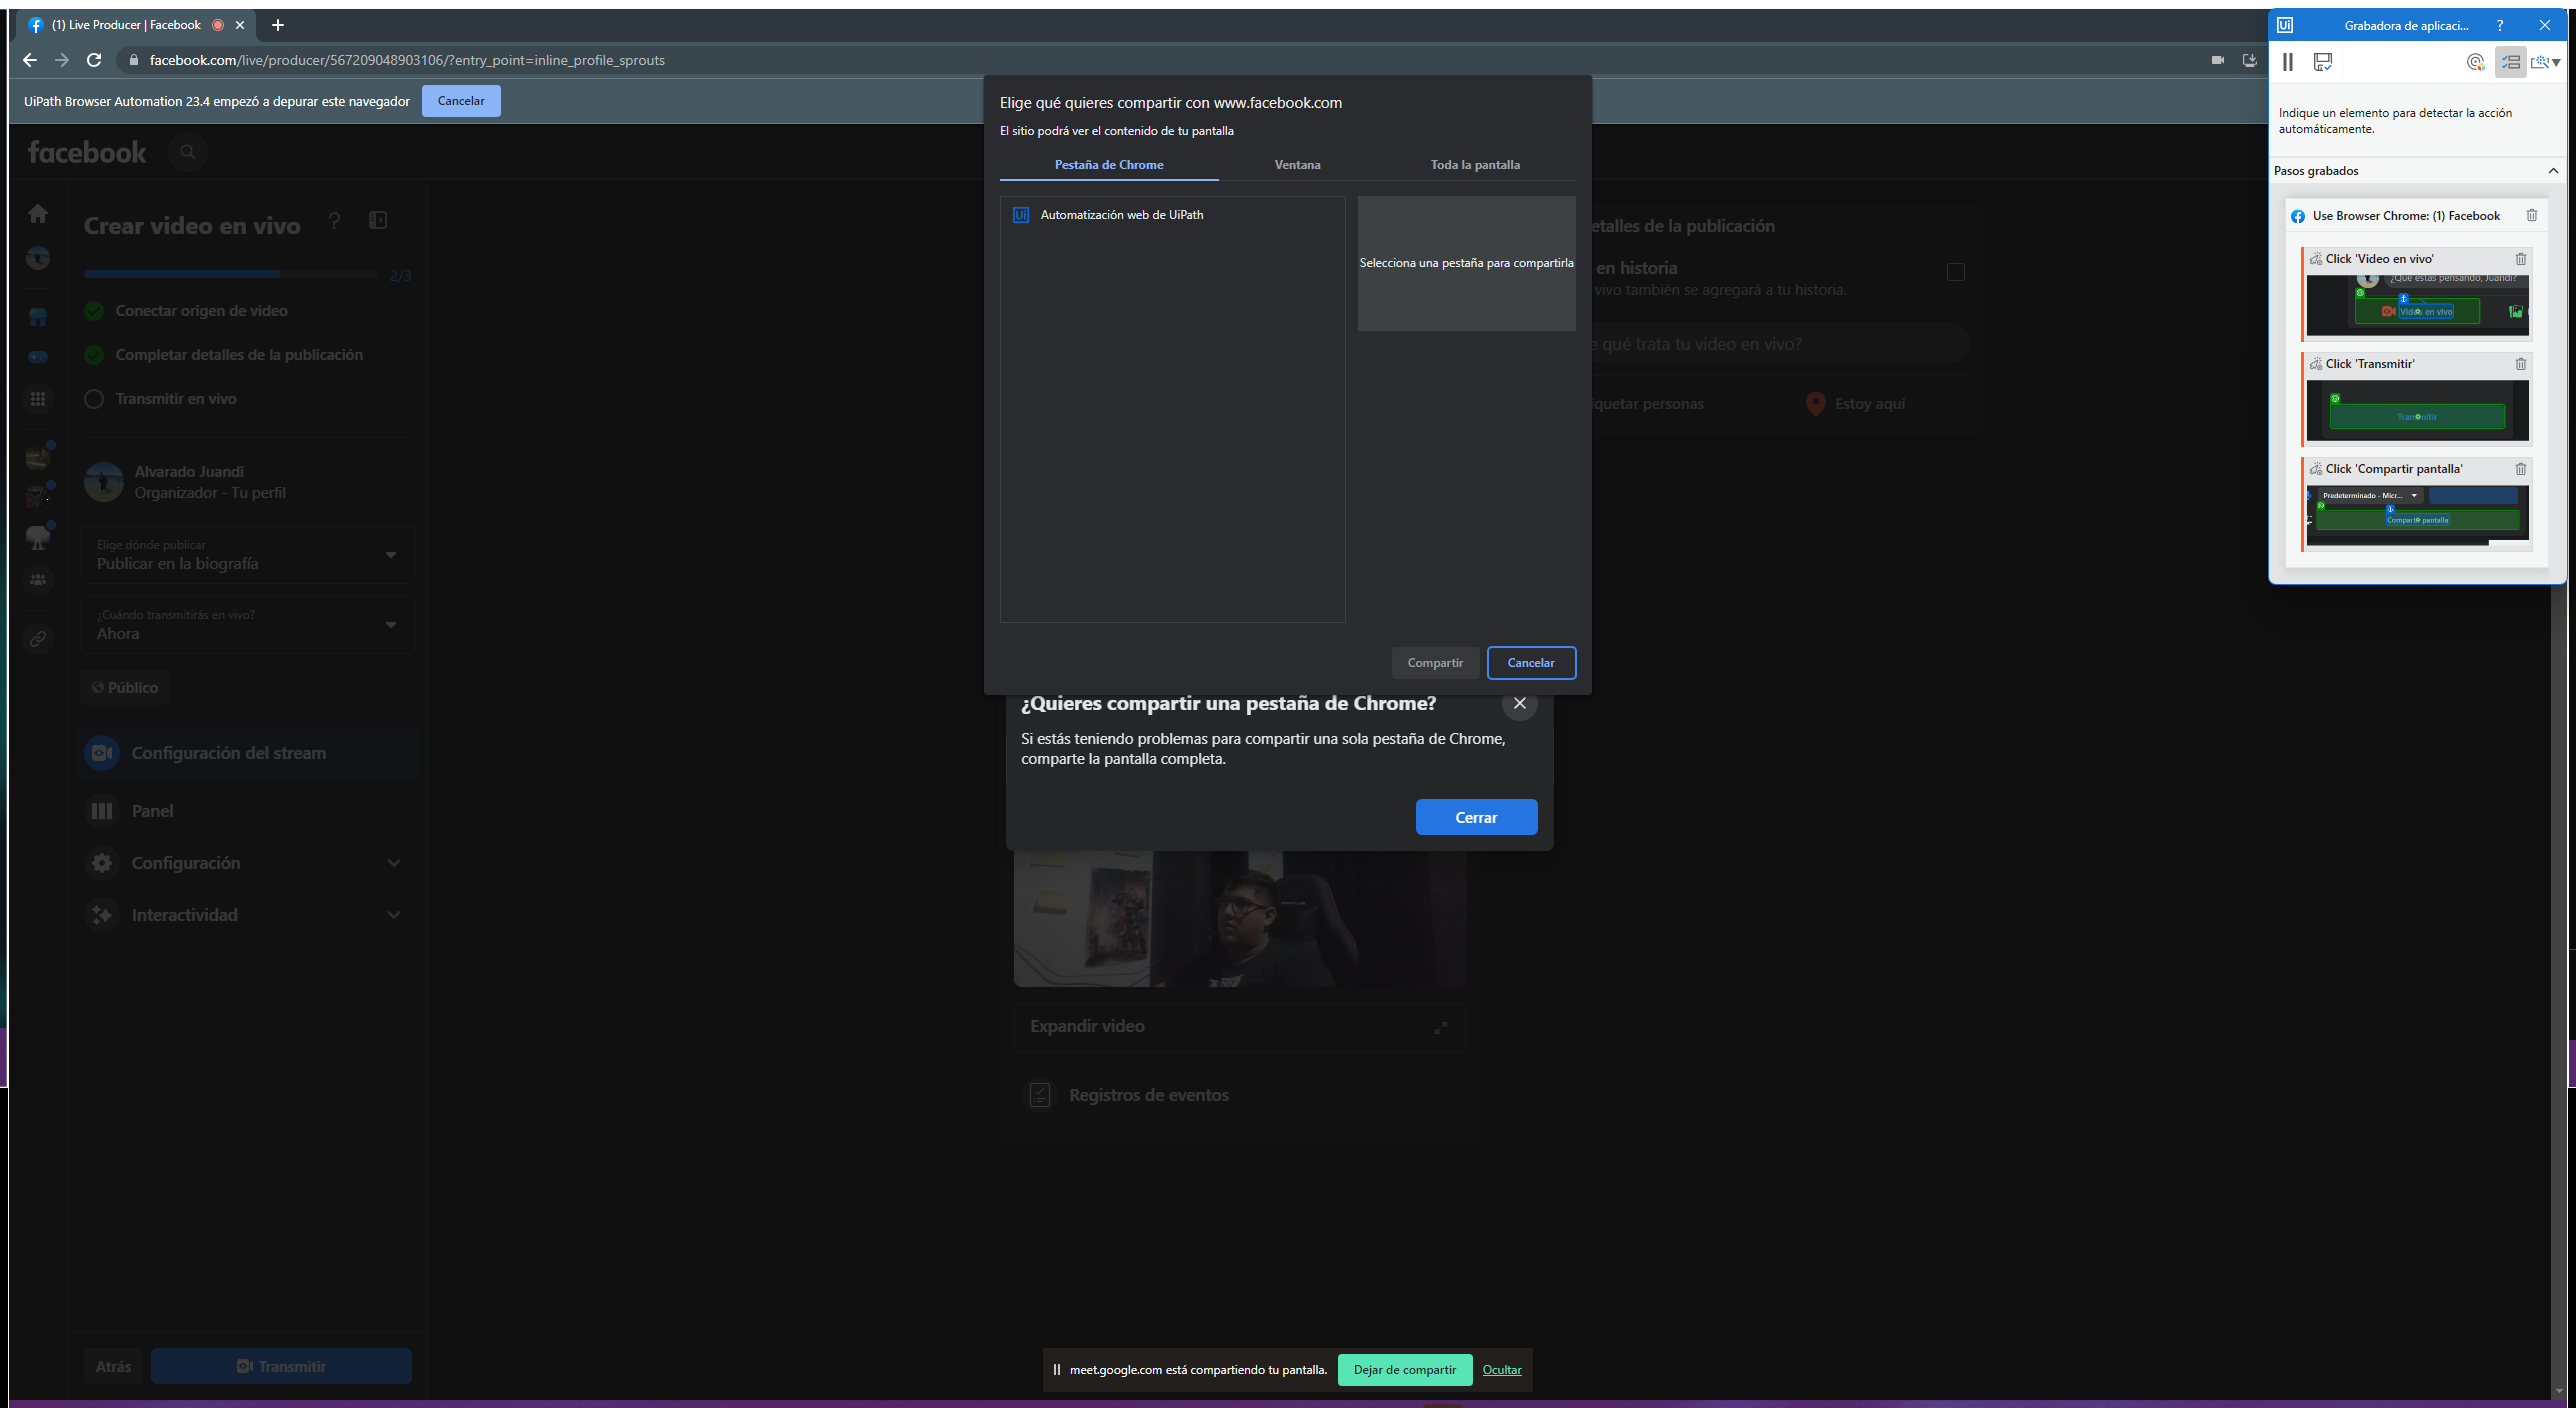 (1) Live Producer | Facebook
facebook.com/live/producer/567209048903106/?entry_point=inline_profile_sprouts
UiPath Browser Automation 23.4 empezó a depurar este navegador
Cancelar
facebook
Crear video en vivo
2/3
Conectar origen de video
Completar detalles de la publicación
Transmitir en vivo
Alvarado Juandi
Organizador - Tu perfil
Elige dónde publicar
Publicar en la biografía
¿Cuándo transmitirás en vivo?
Ahora
Público
Configuración del stream
Panel
Configuración
Interactividad
Atrás
Transmitir
Elige qué quieres compartir con www.facebook.com
El sitio podrá ver el contenido de tu pantalla
Pestaña de Chrome
Ventana
Toda la pantalla
Ui Automatización web de UiPath
Selecciona una pestaña para compartirla
Compartir
Cancelar
¿Quieres compartir una pestaña de Chrome?
Si estás teniendo problemas para compartir una sola pestaña de Chrome,
comparte la pantalla completa.
Cerrar
Expandir video
Registros de eventos
etalles de la publicación
en historia
vivo también se agregará a tu historia.
e qué trata tu video en vivo?
iquetar personas
Estoy aquí
meet.google.com está compartiendo tu pantalla.
Dejar de compartir
Ocultar
Ui
Grabadora de aplicaci...
?
Indique un elemento para detectar la acción
automáticamente.
Pasos grabados
Use Browser Chrome: (1) Facebook
Click 'Video en vivo'
¿Qué estás pensando, Juandi?
Video en vivo
Click 'Transmitir'
Transmitir
Click 'Compartir pantalla'
Predeterminado - Micr...
Compartir pantalla